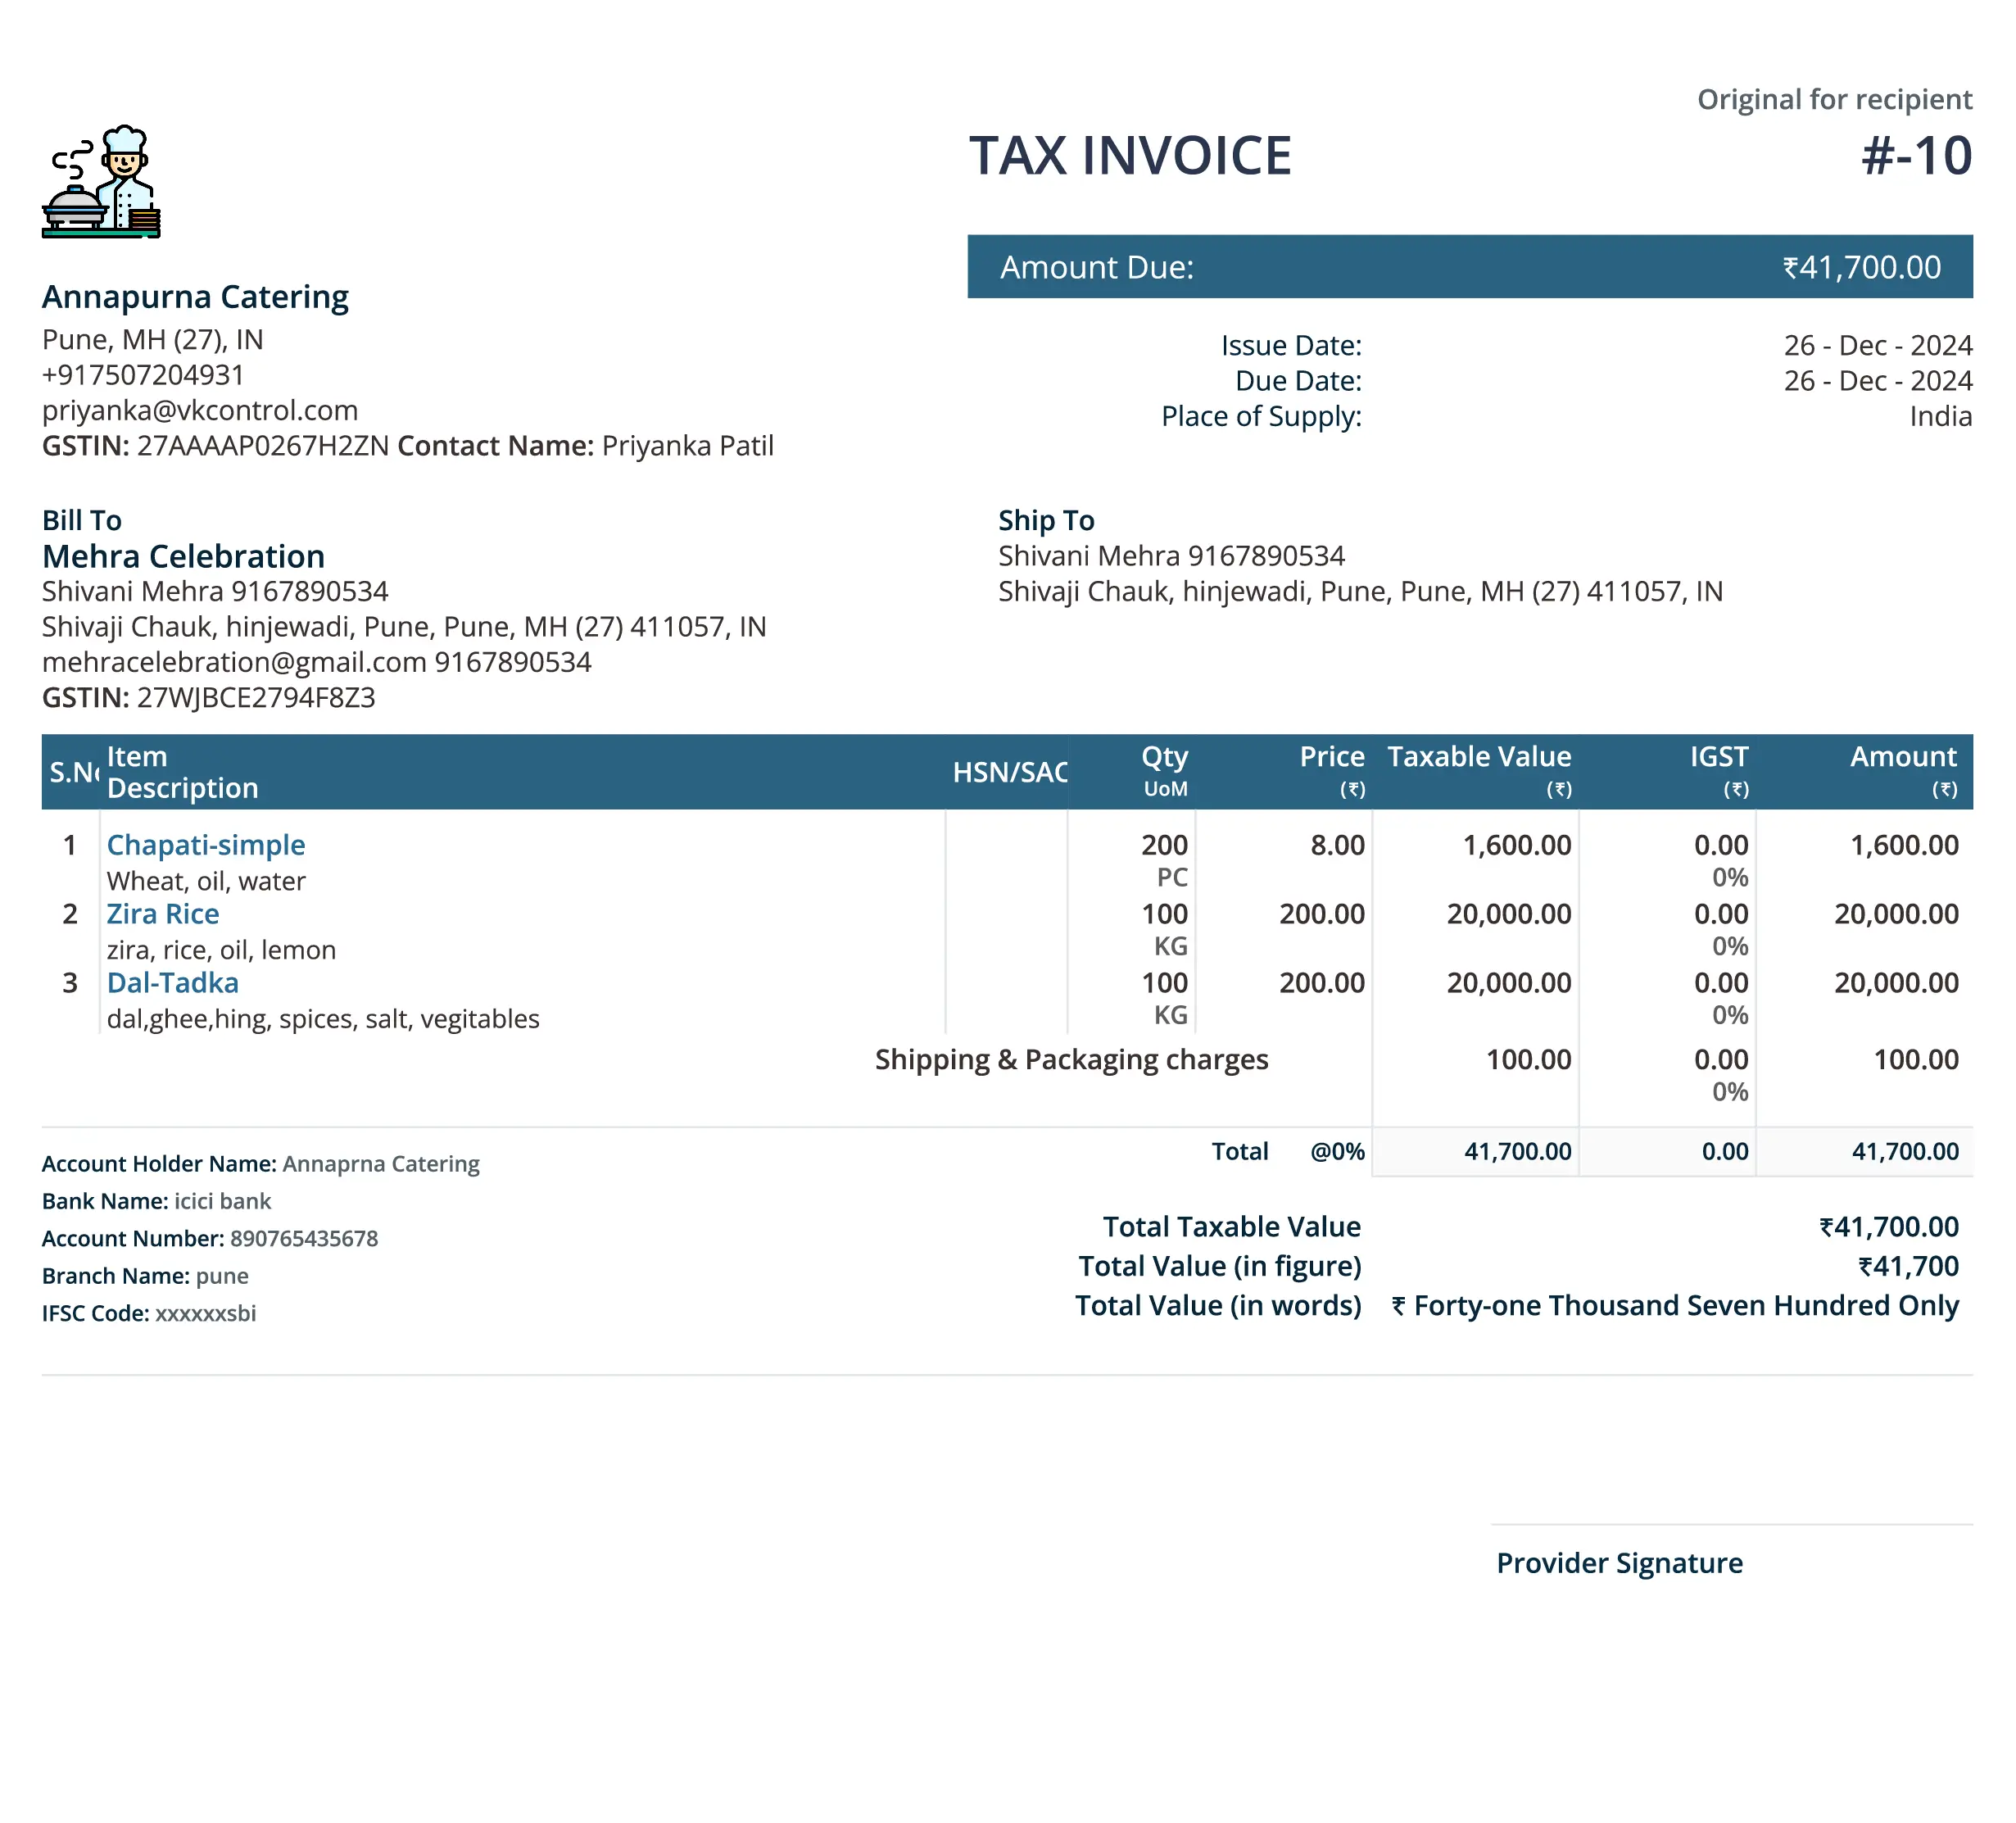 Original for recipient
TAX INVOICE #-10
Amount Due: ₹41,700.00
Annapurna Catering
Pune, MH (27), IN
+917507204931
priyanka@vkcontrol.com
GSTIN: 27AAAAP0267H2ZN Contact Name: Priyanka Patil
Issue Date: 26 - Dec - 2024
Due Date: 26 - Dec - 2024
Place of Supply: India
Bill To
Mehra Celebration
Shivani Mehra 9167890534
Shivaji Chauk, hinjewadi, Pune, Pune, MH (27) 411057, IN
mehracelebration@gmail.com 9167890534
GSTIN: 27WJBCE2794F8Z3
Ship To
Shivani Mehra 9167890534
Shivaji Chauk, hinjewadi, Pune, Pune, MH (27) 411057, IN
S.No Item Description HSN/SAC Qty UoM Price (₹) Taxable Value (₹) IGST (₹) Amount (₹)
1 Chapati-simple 200 8.00 1,600.00 0.00 1,600.00
Wheat, oil, water PC 0%
2 Zira Rice 100 200.00 20,000.00 0.00 20,000.00
zira, rice, oil, lemon KG 0%
3 Dal-Tadka 100 200.00 20,000.00 0.00 20,000.00
dal,ghee,hing, spices, salt, vegitables KG 0%
Shipping & Packaging charges 100.00 0.00 100.00
0%
Total @0% 41,700.00 0.00 41,700.00
Account Holder Name: Annaprna Catering
Bank Name: icici bank
Account Number: 890765435678
Branch Name: pune
IFSC Code: xxxxxxsbi
Total Taxable Value ₹41,700.00
Total Value (in figure) ₹41,700
Total Value (in words) ₹ Forty-one Thousand Seven Hundred Only
Provider Signature